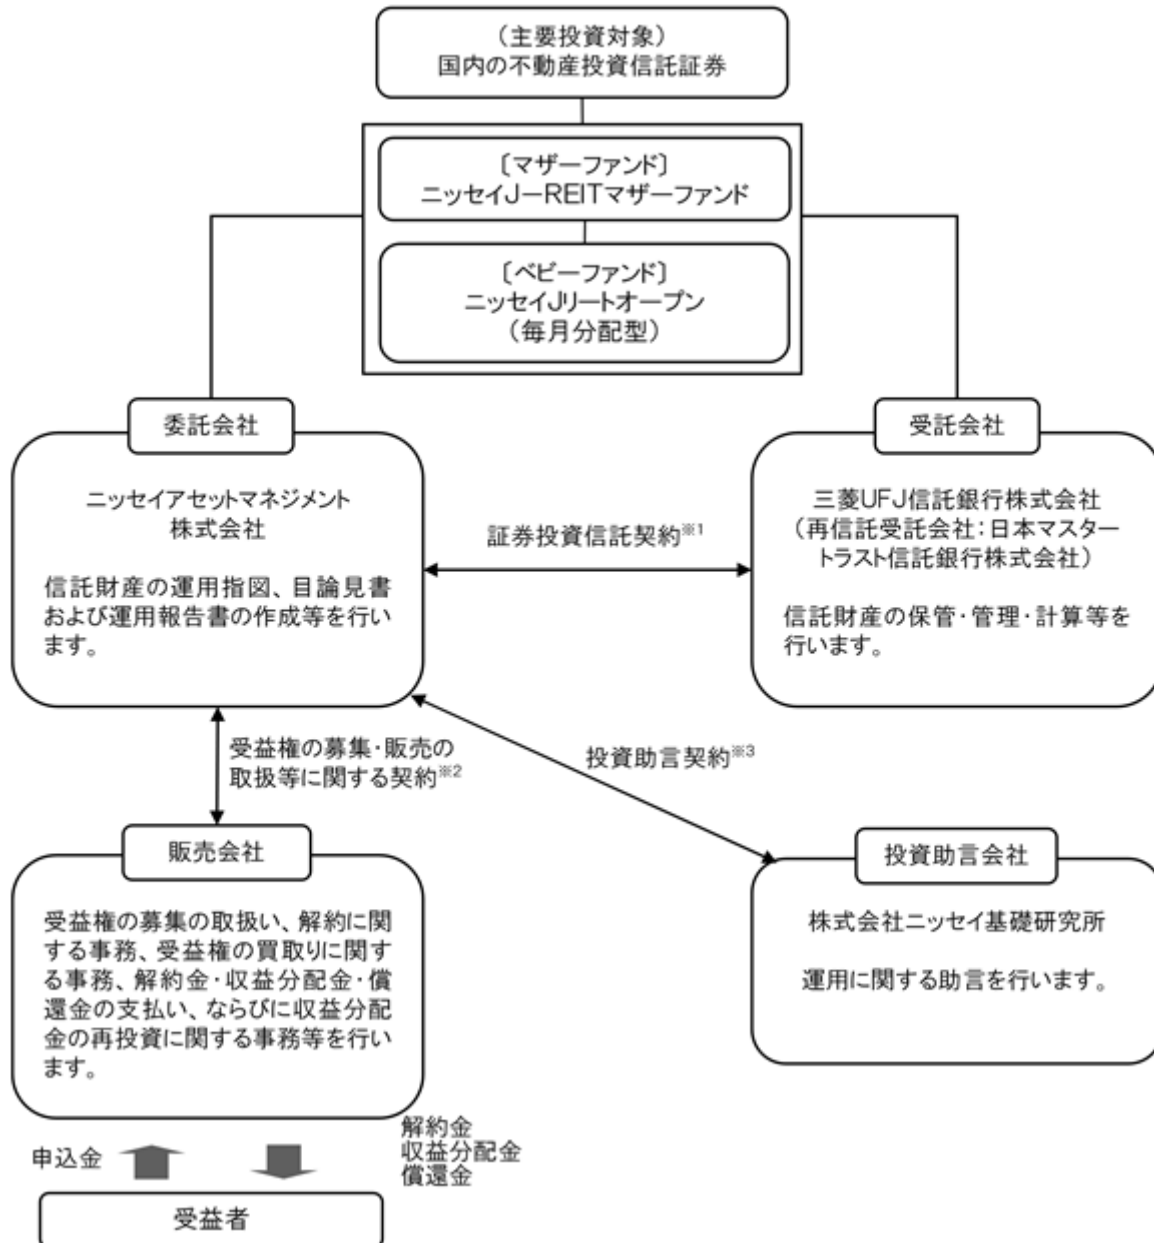 （主要投資対象）
国内の不動産投資信託証券
〔マザーファンド〕
ニッセイJ－REITマザーファンド
〔ベビーファンド〕
ニッセイJリートオープン
（毎月分配型）
委託会社
ニッセイアセットマネジメント
株式会社
信託財産の運用指図、目論見書
および運用報告書の作成等を行い
ます。
証券投資信託契約※1
受託会社
三菱UFJ信託銀行株式会社
（再信託受託会社：日本マスター
トラスト信託銀行株式会社）
信託財産の保管・管理・計算等を
行います。
受益権の募集・販売の
取扱等に関する契約※2
投資助言契約※3
販売会社
受益権の募集の取扱い、解約に関
する事務、受益権の買取りに関す
る事務、解約金・収益分配金・償
還金の支払い、ならびに収益分配
金の再投資に関する事務等を行い
ます。
投資助言会社
株式会社ニッセイ基礎研究所
運用に関する助言を行います。
申込金
解約金
収益分配金
償還金
受益者